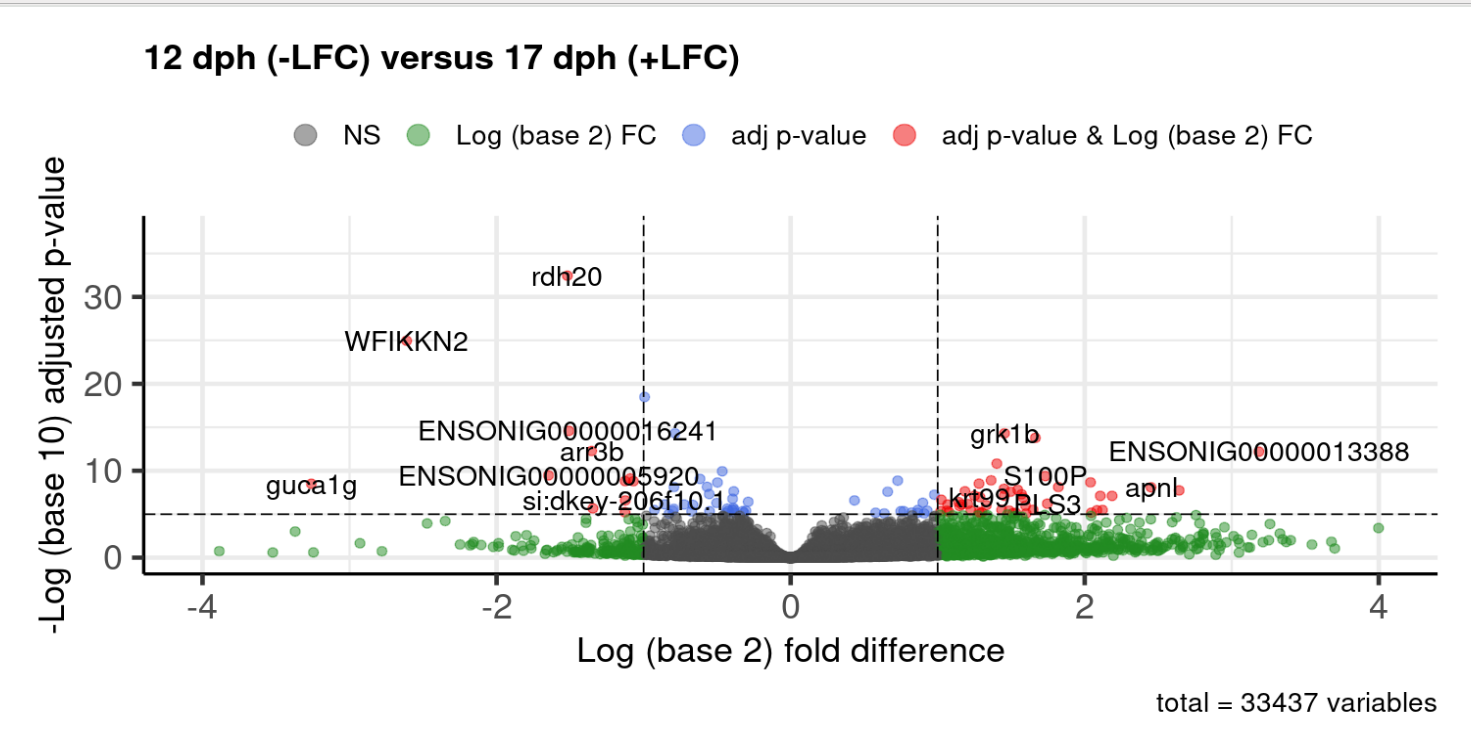 12 dph (-LFC) versus 17 dph (+LFC)
NS Log (base 2) FC adj p-value adj p-value & Log (base 2) FC
-Log (base 10) adjusted p-value
30
20
10
0
rdh20
WFIKKN2
ENSONIG00000016241
grk1b
arr3b
ENSONIG00000013388
ENSONIG00000005920
S100P
guca1g
apnl
si:dkey-206f10.1
krt99
PLS3
-4 -2 0 2 4
Log (base 2) fold difference
total = 33437 variables